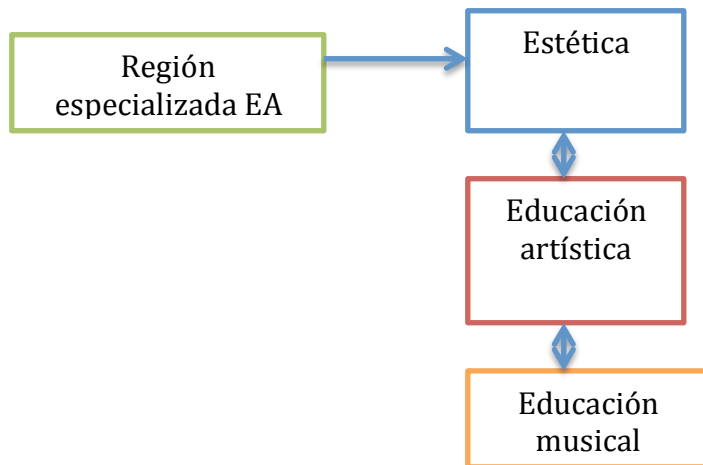 Región
especializada EA
Estética
Educación
artística
Educación
musical